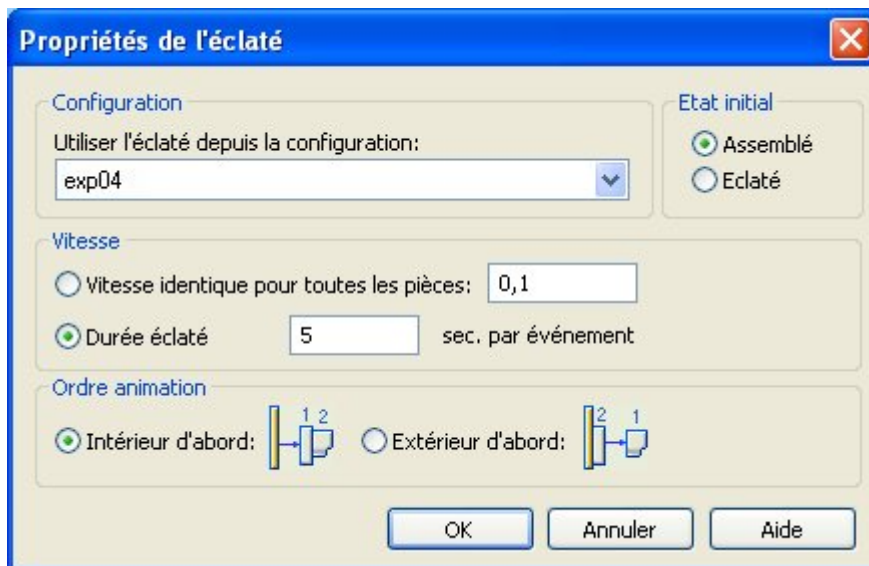 Propriétés de l'éclaté
Configuration
Utiliser l'éclaté depuis la configuration:
exp04
Etat initial
Assemblé
Eclaté
Vitesse
Vitesse identique pour toutes les pièces: 0,1
Durée éclaté 5 sec. par événement
Ordre animation
Intérieur d'abord: 1 2 Extérieur d'abord: 2 1
OK Annuler Aide